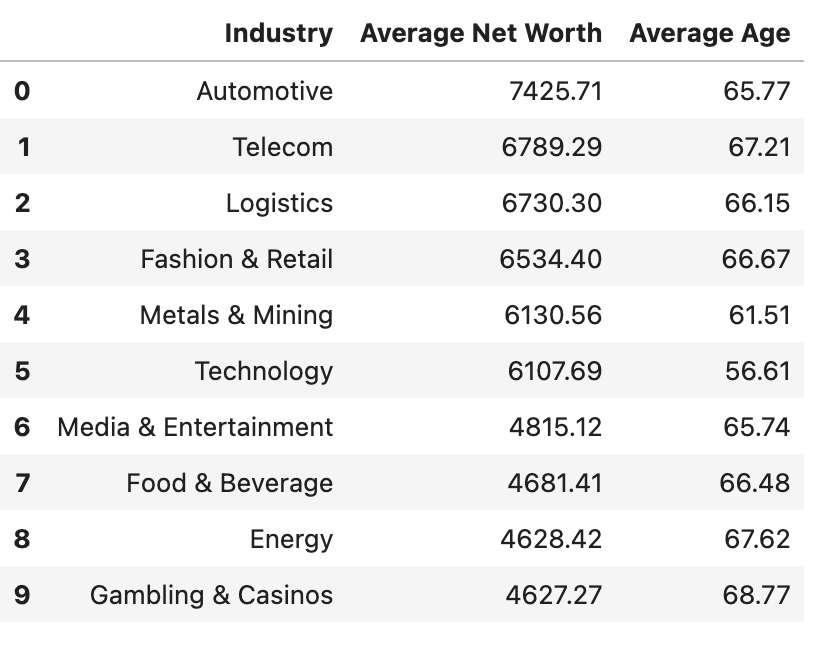 Industry Average Net Worth Average Age
0 Automotive 7425.71 65.77
1 Telecom 6789.29 67.21
2 Logistics 6730.30 66.15
3 Fashion & Retail 6534.40 66.67
4 Metals & Mining 6130.56 61.51
5 Technology 6107.69 56.61
6 Media & Entertainment 4815.12 65.74
7 Food & Beverage 4681.41 66.48
8 Energy 4628.42 67.62
9 Gambling & Casinos 4627.27 68.77